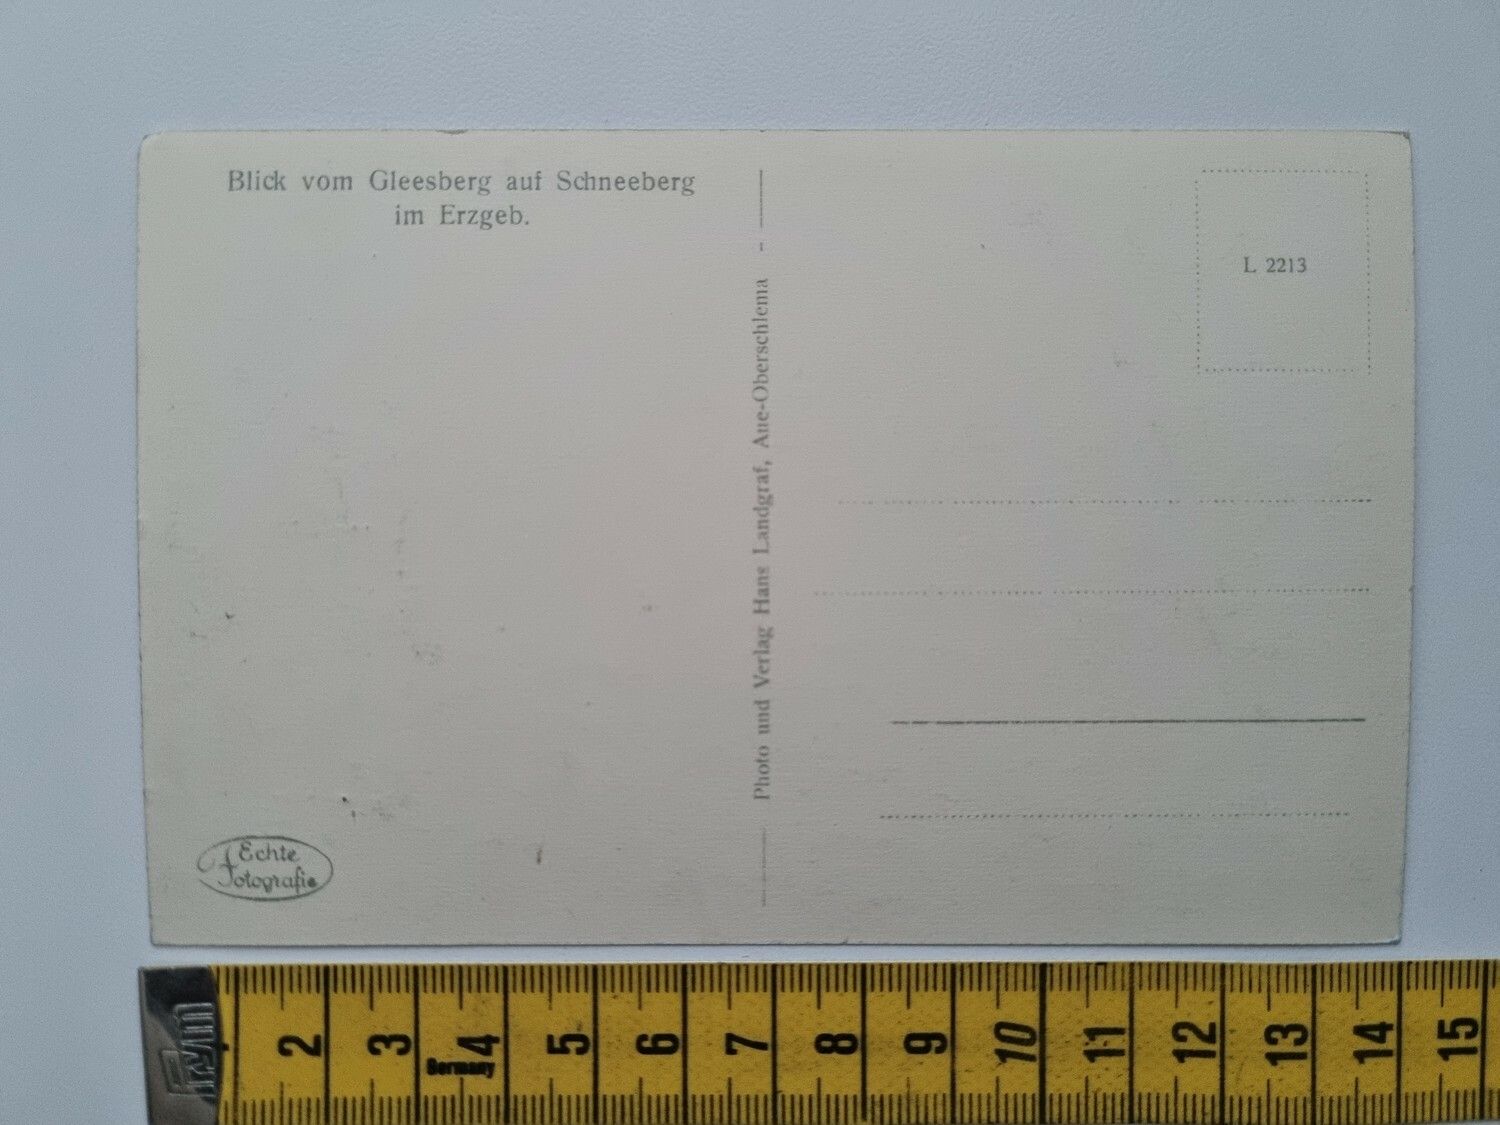 Blick vom Gleesberg auf Schneeberg
im Erzgeb.
L 2213
Photo und Verlag Hans Landgraf, Aue-Oberschlema
Echte
Fotografie
Prym
2 3 4 5 6 7 8 9 10 11 12 13 14 15
Germany